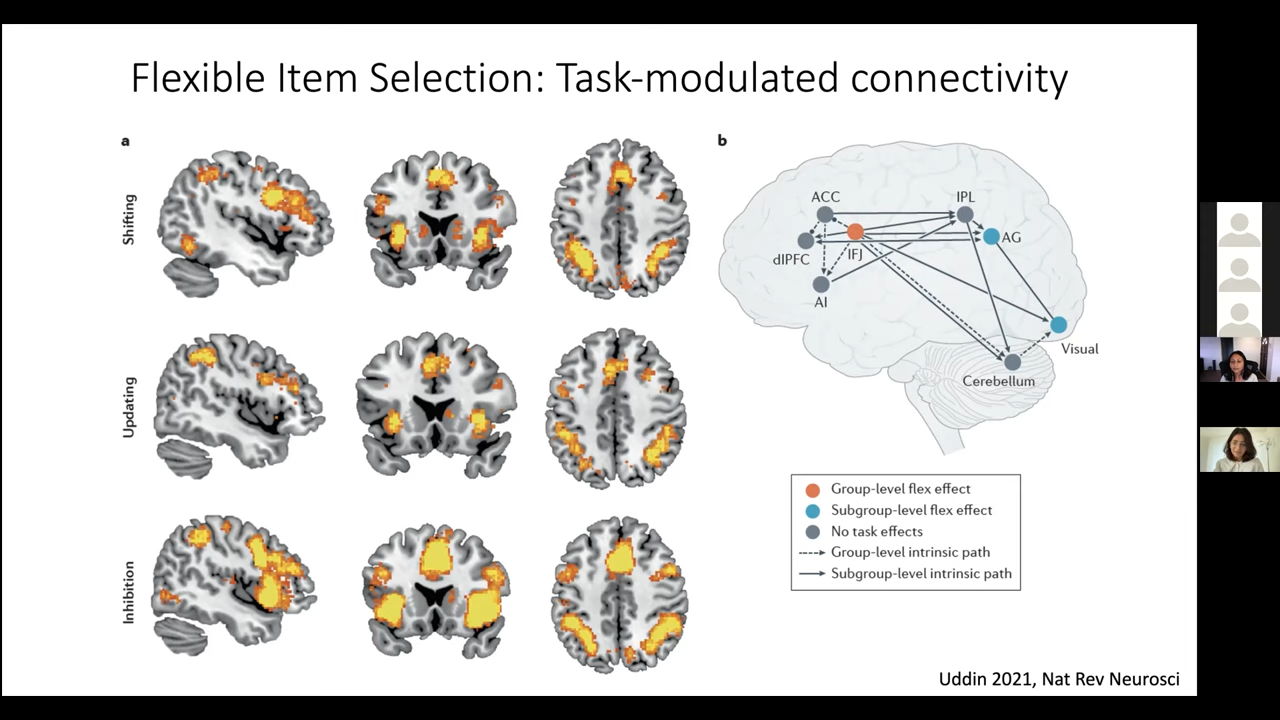 Flexible Item Selection: Task-modulated connectivity
a
Shifting
Updating
Inhibition
b
ACC
IPL
dlPFC
IFJ
AG
AI
Visual
Cerebellum
Group-level flex effect
Subgroup-level flex effect
No task effects
Group-level intrinsic path
Subgroup-level intrinsic path
Uddin 2021, Nat Rev Neurosci